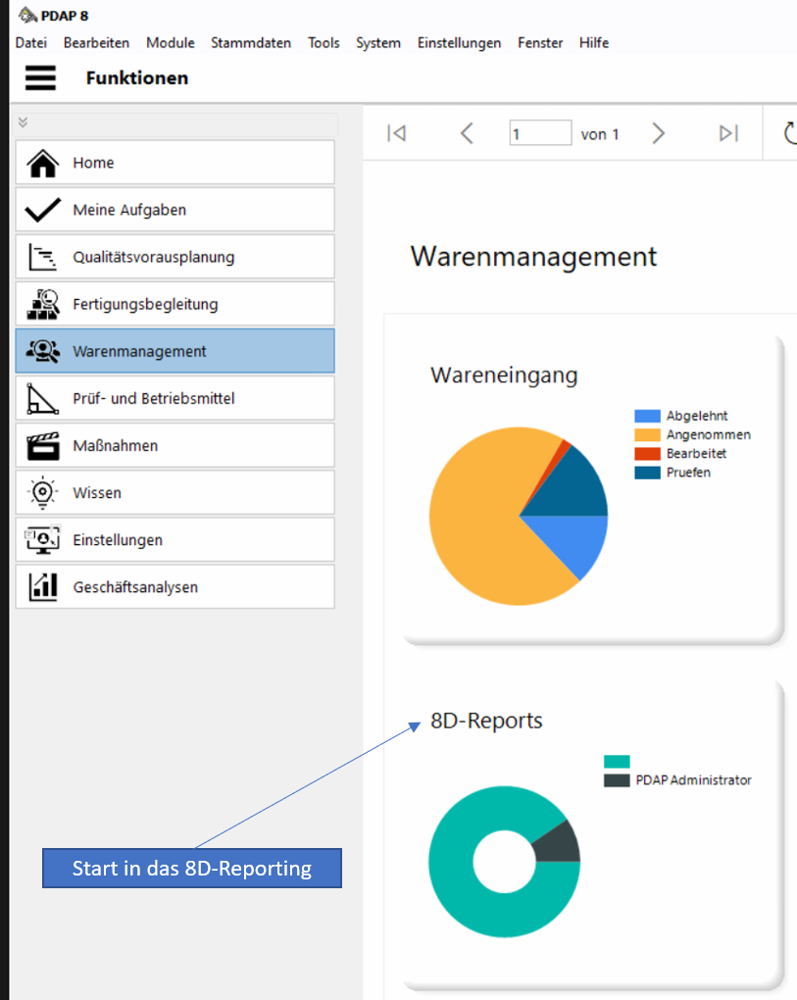 PDAP 8
Datei Bearbeiten Module Stammdaten Tools System Einstellungen Fenster Hilfe
Funktionen
Home
Meine Aufgaben
Qualitätsvorausplanung
Fertigungsbegleitung
Warenmanagement
Prüf- und Betriebsmittel
Maßnahmen
Wissen
Einstellungen
Geschäftsanalysen
1 von 1
Warenmanagement
Wareneingang
Abgelehnt
Angenommen
Bearbeitet
Pruefen
8D-Reports
PDAP Administrator
Start in das 8D-Reporting